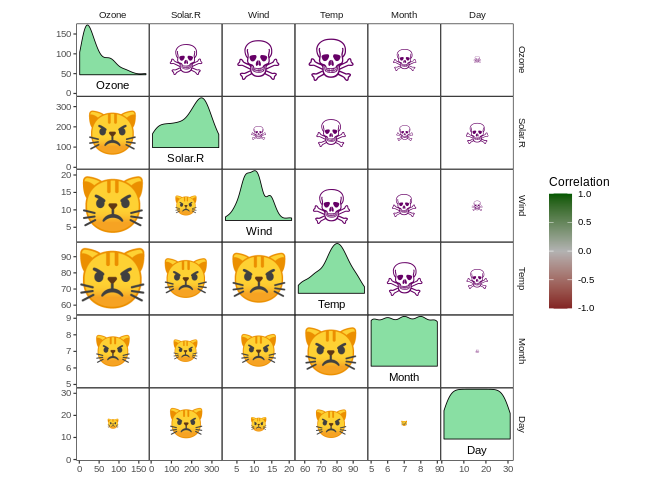 Ozone Solar.R Wind Temp Month Day
150
100
50
0
Ozone
Ozone
300
200
100
0
Solar.R
Solar.R
20
15
10
5
Wind
Wind
90
80
70
60
Temp
Temp
9
8
7
6
5
Month
Month
30
20
10
0
Day
Day
0 50 100 150 0 100 200 300 5 10 15 20 60 70 80 90 5 6 7 8 9 0 10 20 30
Correlation
1.0
0.5
0.0
-0.5
-1.0